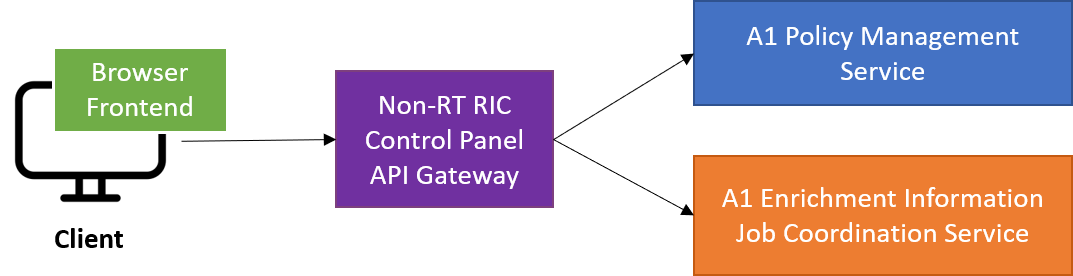 Browser
Frontend
Client
Non-RT RIC
Control Panel
API Gateway
A1 Policy Management
Service
A1 Enrichment Information
Job Coordination Service